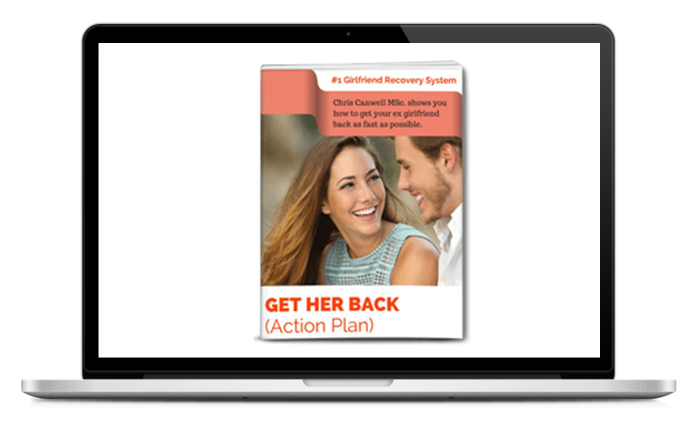 #1 Girlfriend Recovery System
Chris Canwell MSc. shows you
how to get your ex girlfriend
back as fast as possible.
GET HER BACK
(Action Plan)